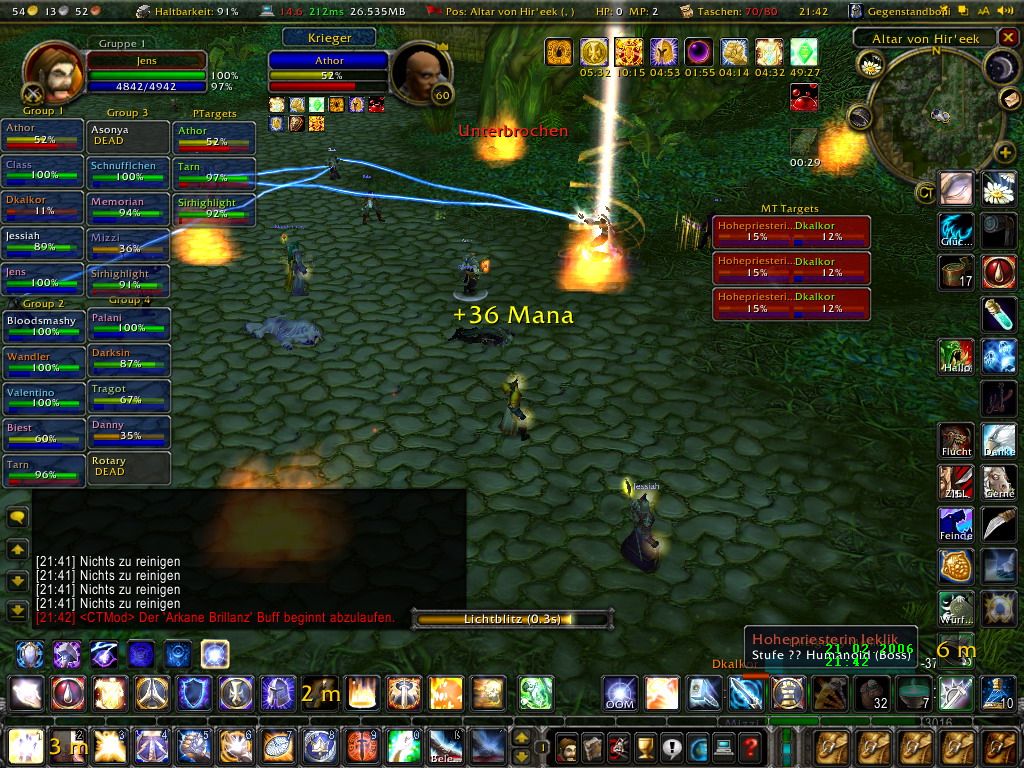 54 13 52 Haltbarkeit: 91% 14.6 212ms 26.535MB Pos: Altar von Hir'eek (, ) HP: 0 MP: 2 Taschen: 70/80 21:42
Gruppe 1
Krieger
Altar von Hir'eek
N
Jens
100%
4842/4942
97%
Athor
52%
60
05:32 10:15 04:53 01:55 04:14 04:32 49:27
00:29
Unterbrochen
Group 1
Athor
52%
Class
100%
Dkalkor
11%
Jessiah
89%
Jens
100%
Group 2
Bloodsmashy
100%
Wandler
100%
Valentino
100%
Biest
60%
Tarn
96%
Group 3
Asonya
DEAD
Schnufflchen
100%
Memorian
94%
Mizzi
36%
Sirhighlight
91%
Group 4
Palani
100%
Darksin
87%
Tragot
67%
Danny
35%
Rotary
DEAD
PTargets
Athor
52%
Tarn
97%
Sirhighlight
92%
MT Targets
Hohepriesteri... Dkalkor
15% 12%
Hohepriesteri... Dkalkor
15% 12%
Hohepriesteri... Dkalkor
15% 12%
CT
+36 Mana
Jessiah
17
Hallo
Flucht
Danke
ZIEL
Gerne
Feinde
Würf...
[21:41] Nichts zu reinigen
[21:41] Nichts zu reinigen
[21:41] Nichts zu reinigen
[21:41] Nichts zu reinigen
[21:42] <CTMod> Der 'Arkane Brillanz' Buff beginnt abzulaufen.
Lichtblitz (0.3s)
Hohepriesterin Jeklik
21.02.2006
Stufe ?? Humanoid (Boss)
21:42
6 m
2 m
OOM
32
7
10
3 m
Bele...